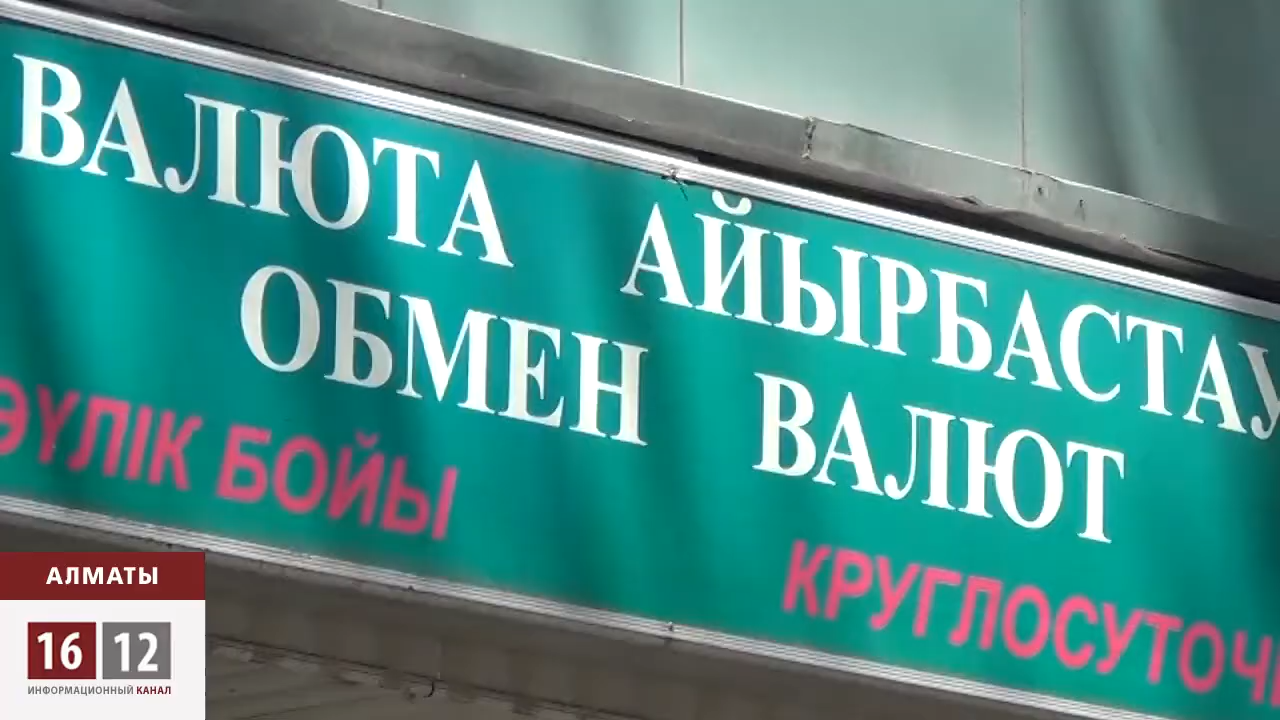 ВАЛЮТА АЙЫРБАСТАУ
ОБМЕН ВАЛЮТ
ӘУЛІК БОЙЫ
КРУГЛОСУТОЧ
АЛМАТЫ
16 12
ИНФОРМАЦИОННЫЙ КАНАЛ